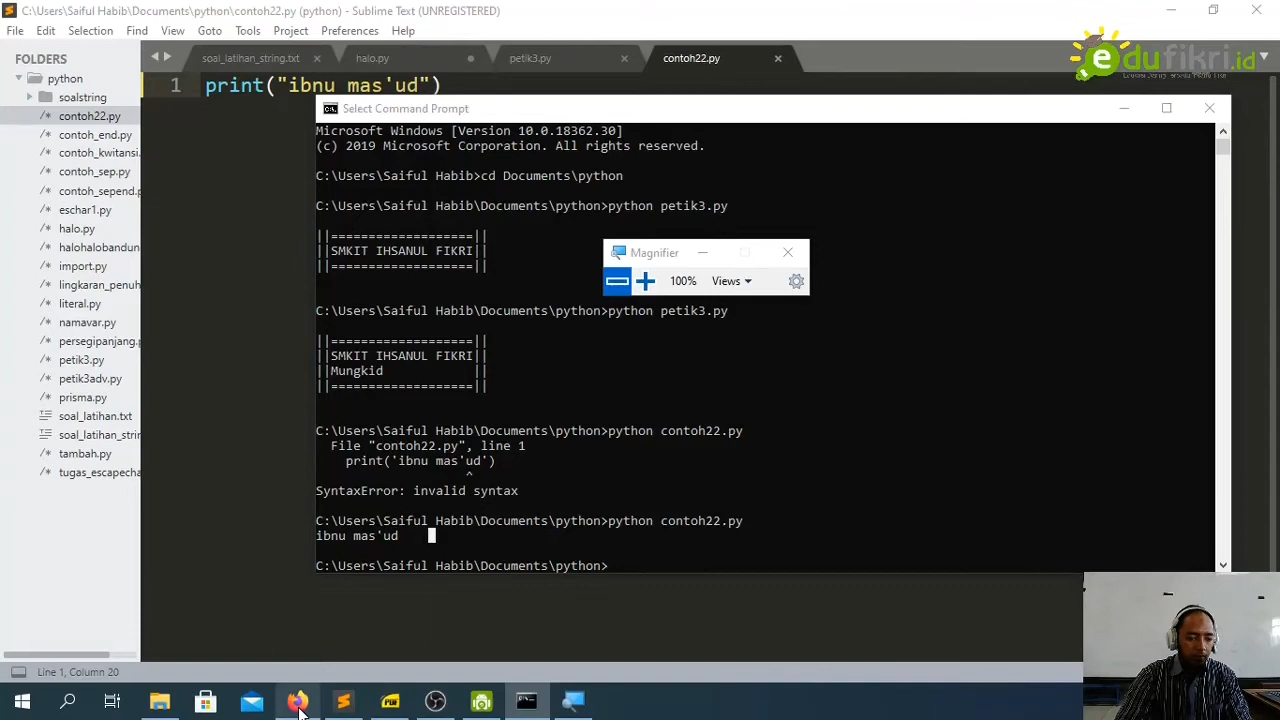 C:\Users\Saiful Habib\Documents\python\contoh22.py (python) - Sublime Text (UNREGISTERED)
File Edit Selection Find View Goto Tools Project Preferences Help
FOLDERS
python
soalstring
contoh22.py
contoh_end.py
contoh_kwitansi.
contoh_sep.py
contoh_sepend.p
eschar1.py
halo.py
halohalobandun
import.py
lingkaran_penuh
literal.py
namavar.py
persegipanjang.p
petik3.py
petik3adv.py
prisma.py
soal_latihan.txt
soal_latihan_strin
tambah.py
tugas_escapecha
soal_latihan_string.txt
halo.py
petik3.py
contoh22.py
edufikri.id
1 print("ibnu mas'ud")
Select Command Prompt
Microsoft Windows [Version 10.0.18362.30]
(c) 2019 Microsoft Corporation. All rights reserved.
C:\Users\Saiful Habib>cd Documents\python
C:\Users\Saiful Habib\Documents\python>python petik3.py
||===================||
||SMKIT IHSANUL FIKRI||
||===================||
Magnifier
100% Views
C:\Users\Saiful Habib\Documents\python>python petik3.py
||===================||
||SMKIT IHSANUL FIKRI||
||Mungkid            ||
||===================||
C:\Users\Saiful Habib\Documents\python>python contoh22.py
File "contoh22.py", line 1
print('ibnu mas'ud')
^
SyntaxError: invalid syntax
C:\Users\Saiful Habib\Documents\python>python contoh22.py
ibnu mas'ud
C:\Users\Saiful Habib\Documents\python>
Line 1, Column 20